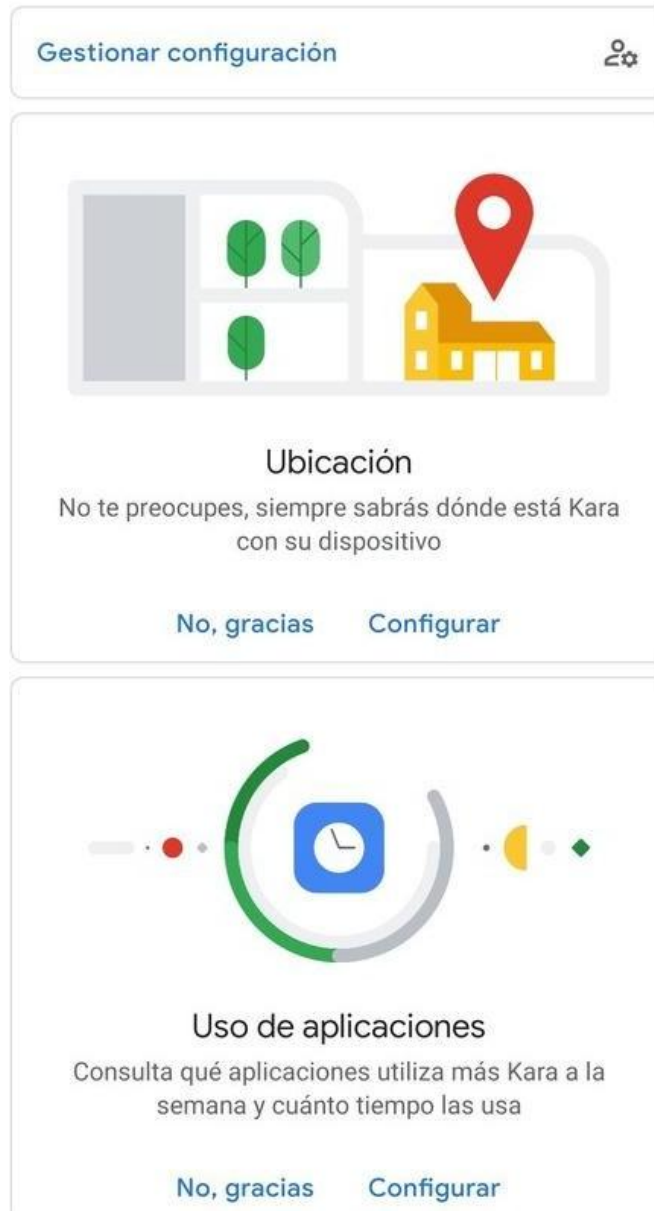 Gestionar configuración
Ubicación
No te preocupes, siempre sabrás dónde está Kara
con su dispositivo
No, gracias Configurar
Uso de aplicaciones
Consulta qué aplicaciones utiliza más Kara a la
semana y cuánto tiempo las usa
No, gracias Configurar